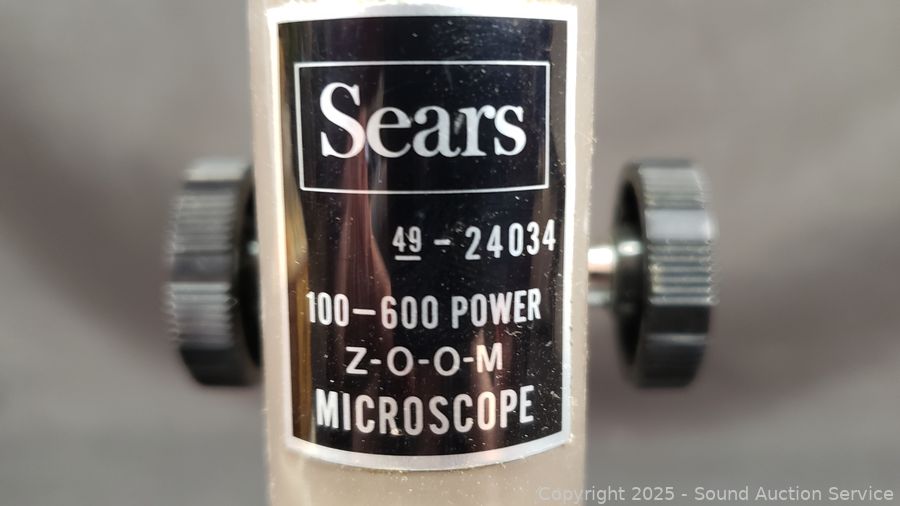 Sears
49 - 24034
100-600 POWER
Z-O-O-M
MICROSCOPE
Copyright 2025 - Sound Auction Service